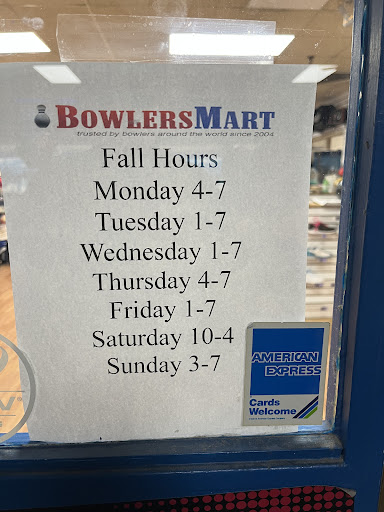 BOWLERSMART
trusted by bowlers around the world since 2004
Fall Hours
Monday 4-7
Tuesday 1-7
Wednesday 1-7
Thursday 4-7
Friday 1-7
Saturday 10-4
Sunday 3-7
AMERICAN
EXPRESS
Cards
Welcome